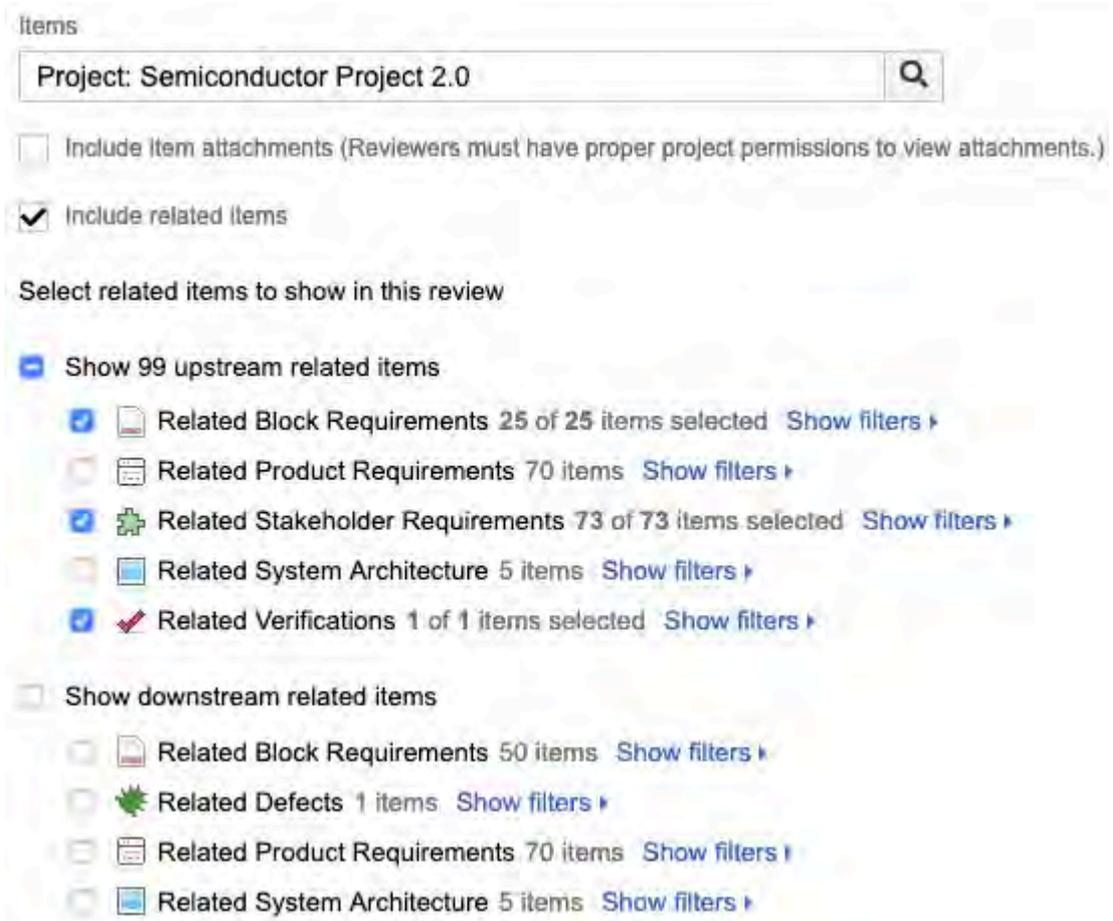 Items
Project: Semiconductor Project 2.0
Include item attachments (Reviewers must have proper project permissions to view attachments.)
Include related items
Select related items to show in this review
Show 99 upstream related items
Related Block Requirements 25 of 25 items selected Show filters
Related Product Requirements 70 items Show filters
Related Stakeholder Requirements 73 of 73 items selected Show filters
Related System Architecture 5 items Show filters
Related Verifications 1 of 1 items selected Show filters
Show downstream related items
Related Block Requirements 50 items Show filters
Related Defects 1 items Show filters
Related Product Requirements 70 items Show filters
Related System Architecture 5 items Show filters